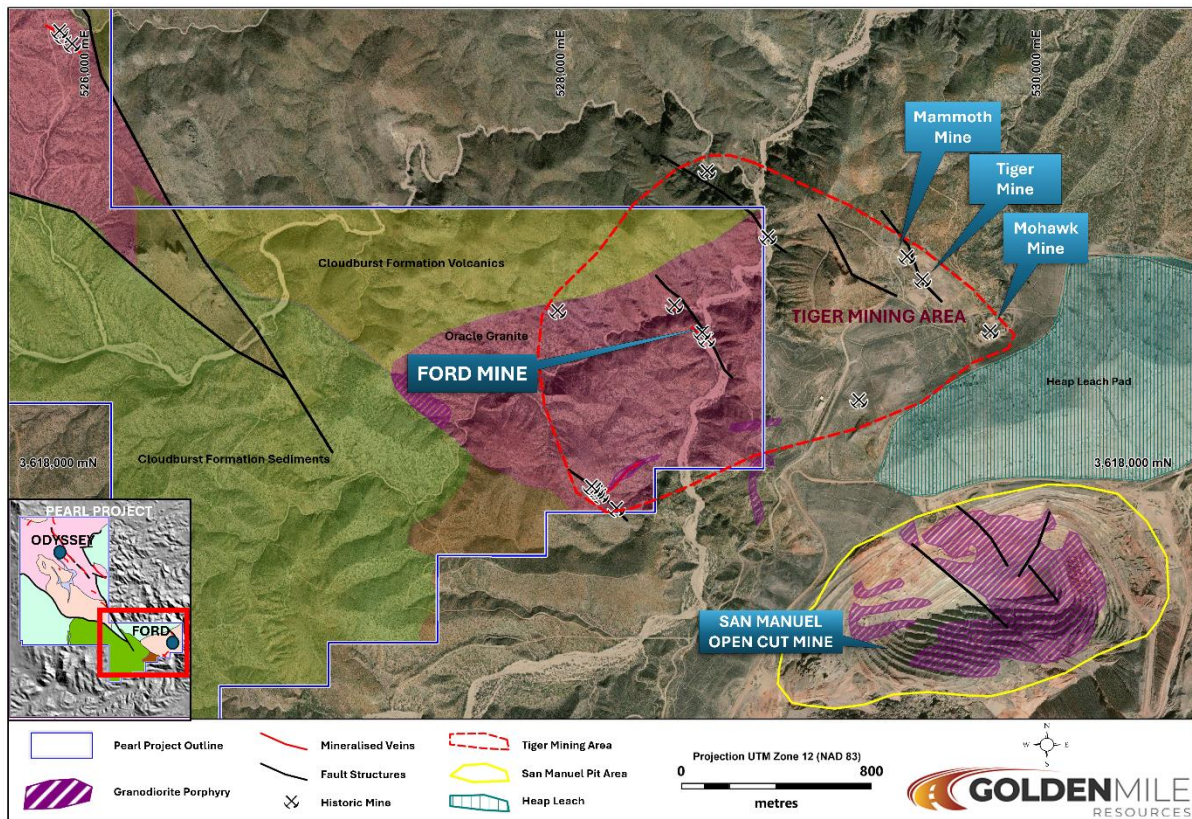 526,000 mE
528,000 mE
530,000 mE
Mammoth
Mine
Tiger
Mine
Mohawk
Mine
Cloudburst Formation Volcanics
TIGER MINING AREA
Oracle Granite
FORD MINE
Heap Leach Pad
Cloudburst Formation Sediments
3,618,000 mN
3,618,000 mN
PEARL PROJECT
ODYSSEY
FORD
SAN MANUEL
OPEN CUT MINE
Pearl Project Outline
Mineralised Veins
Tiger Mining Area
Fault Structures
San Manuel Pit Area
Granodiorite Porphyry
Historic Mine
Heap Leach
Projection UTM Zone 12 (NAD 83)
0 800
metres
N
W E
S
GOLDENMILE
RESOURCES